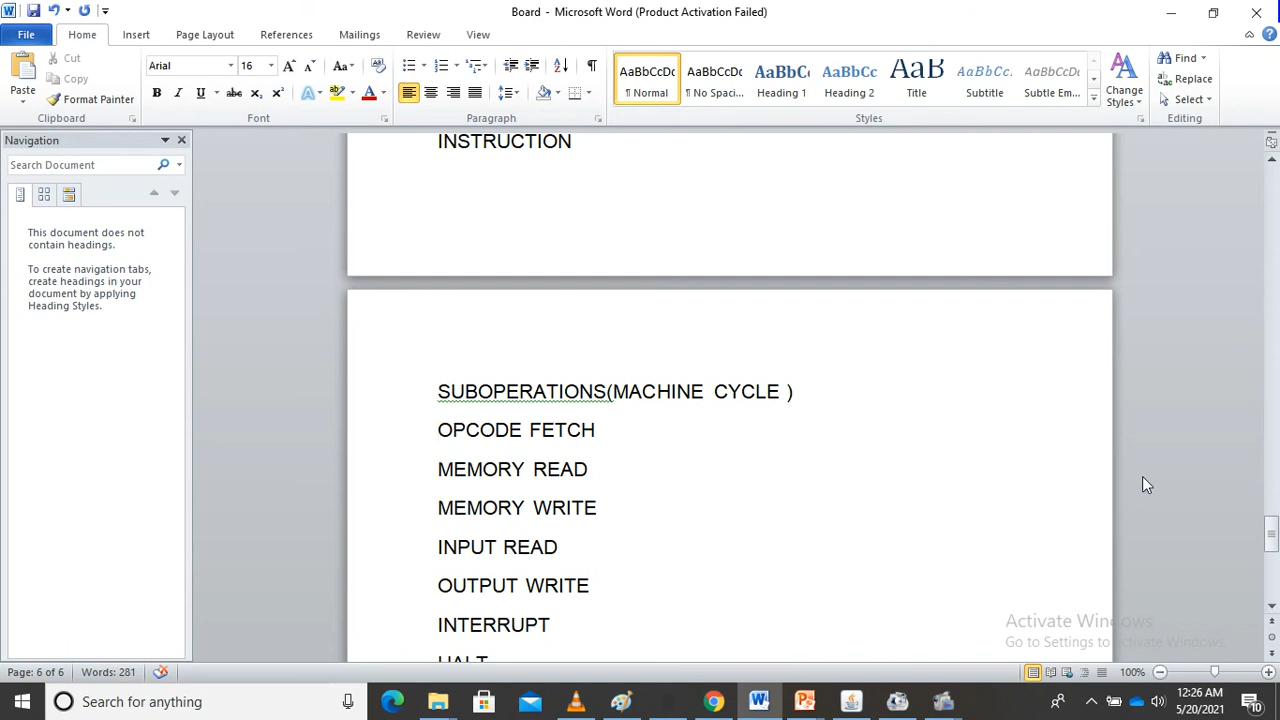 Board - Microsoft Word (Product Activation Failed)
File Home Insert Page Layout References Mailings Review View
Paste
Cut
Copy
Format Painter
Clipboard
Arial 16
Font
Paragraph
AaBbCcDc AaBbCcDc AaBbCc AaBbCc AaB AaBbCc. AaBbCcDc
¶ Normal ¶ No Spaci... Heading 1 Heading 2 Title Subtitle Subtle Em...
Change
Styles
Styles
Find
Replace
Select
Editing
Navigation
Search Document
This document does not
contain headings.
To create navigation tabs,
create headings in your
document by applying
Heading Styles.
INSTRUCTION
SUBOPERATIONS(MACHINE CYCLE )
OPCODE FETCH
MEMORY READ
MEMORY WRITE
INPUT READ
OUTPUT WRITE
INTERRUPT
HALT
Activate Windows
Go to Settings to activate Windows.
Page: 6 of 6 Words: 281 100%
Search for anything
12:26 AM
5/20/2021
10